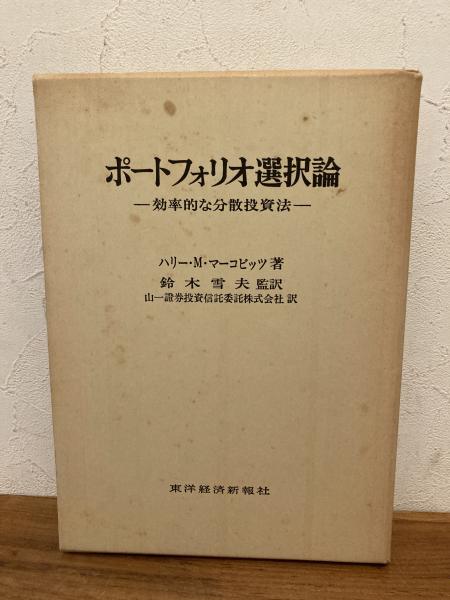 ポートフォリオ選択論
―効率的な分散投資法―
ハリー・M・マーコビッツ 著
鈴木雪夫 監訳
山一證券投資信託委託株式会社 訳
東洋経済新報社